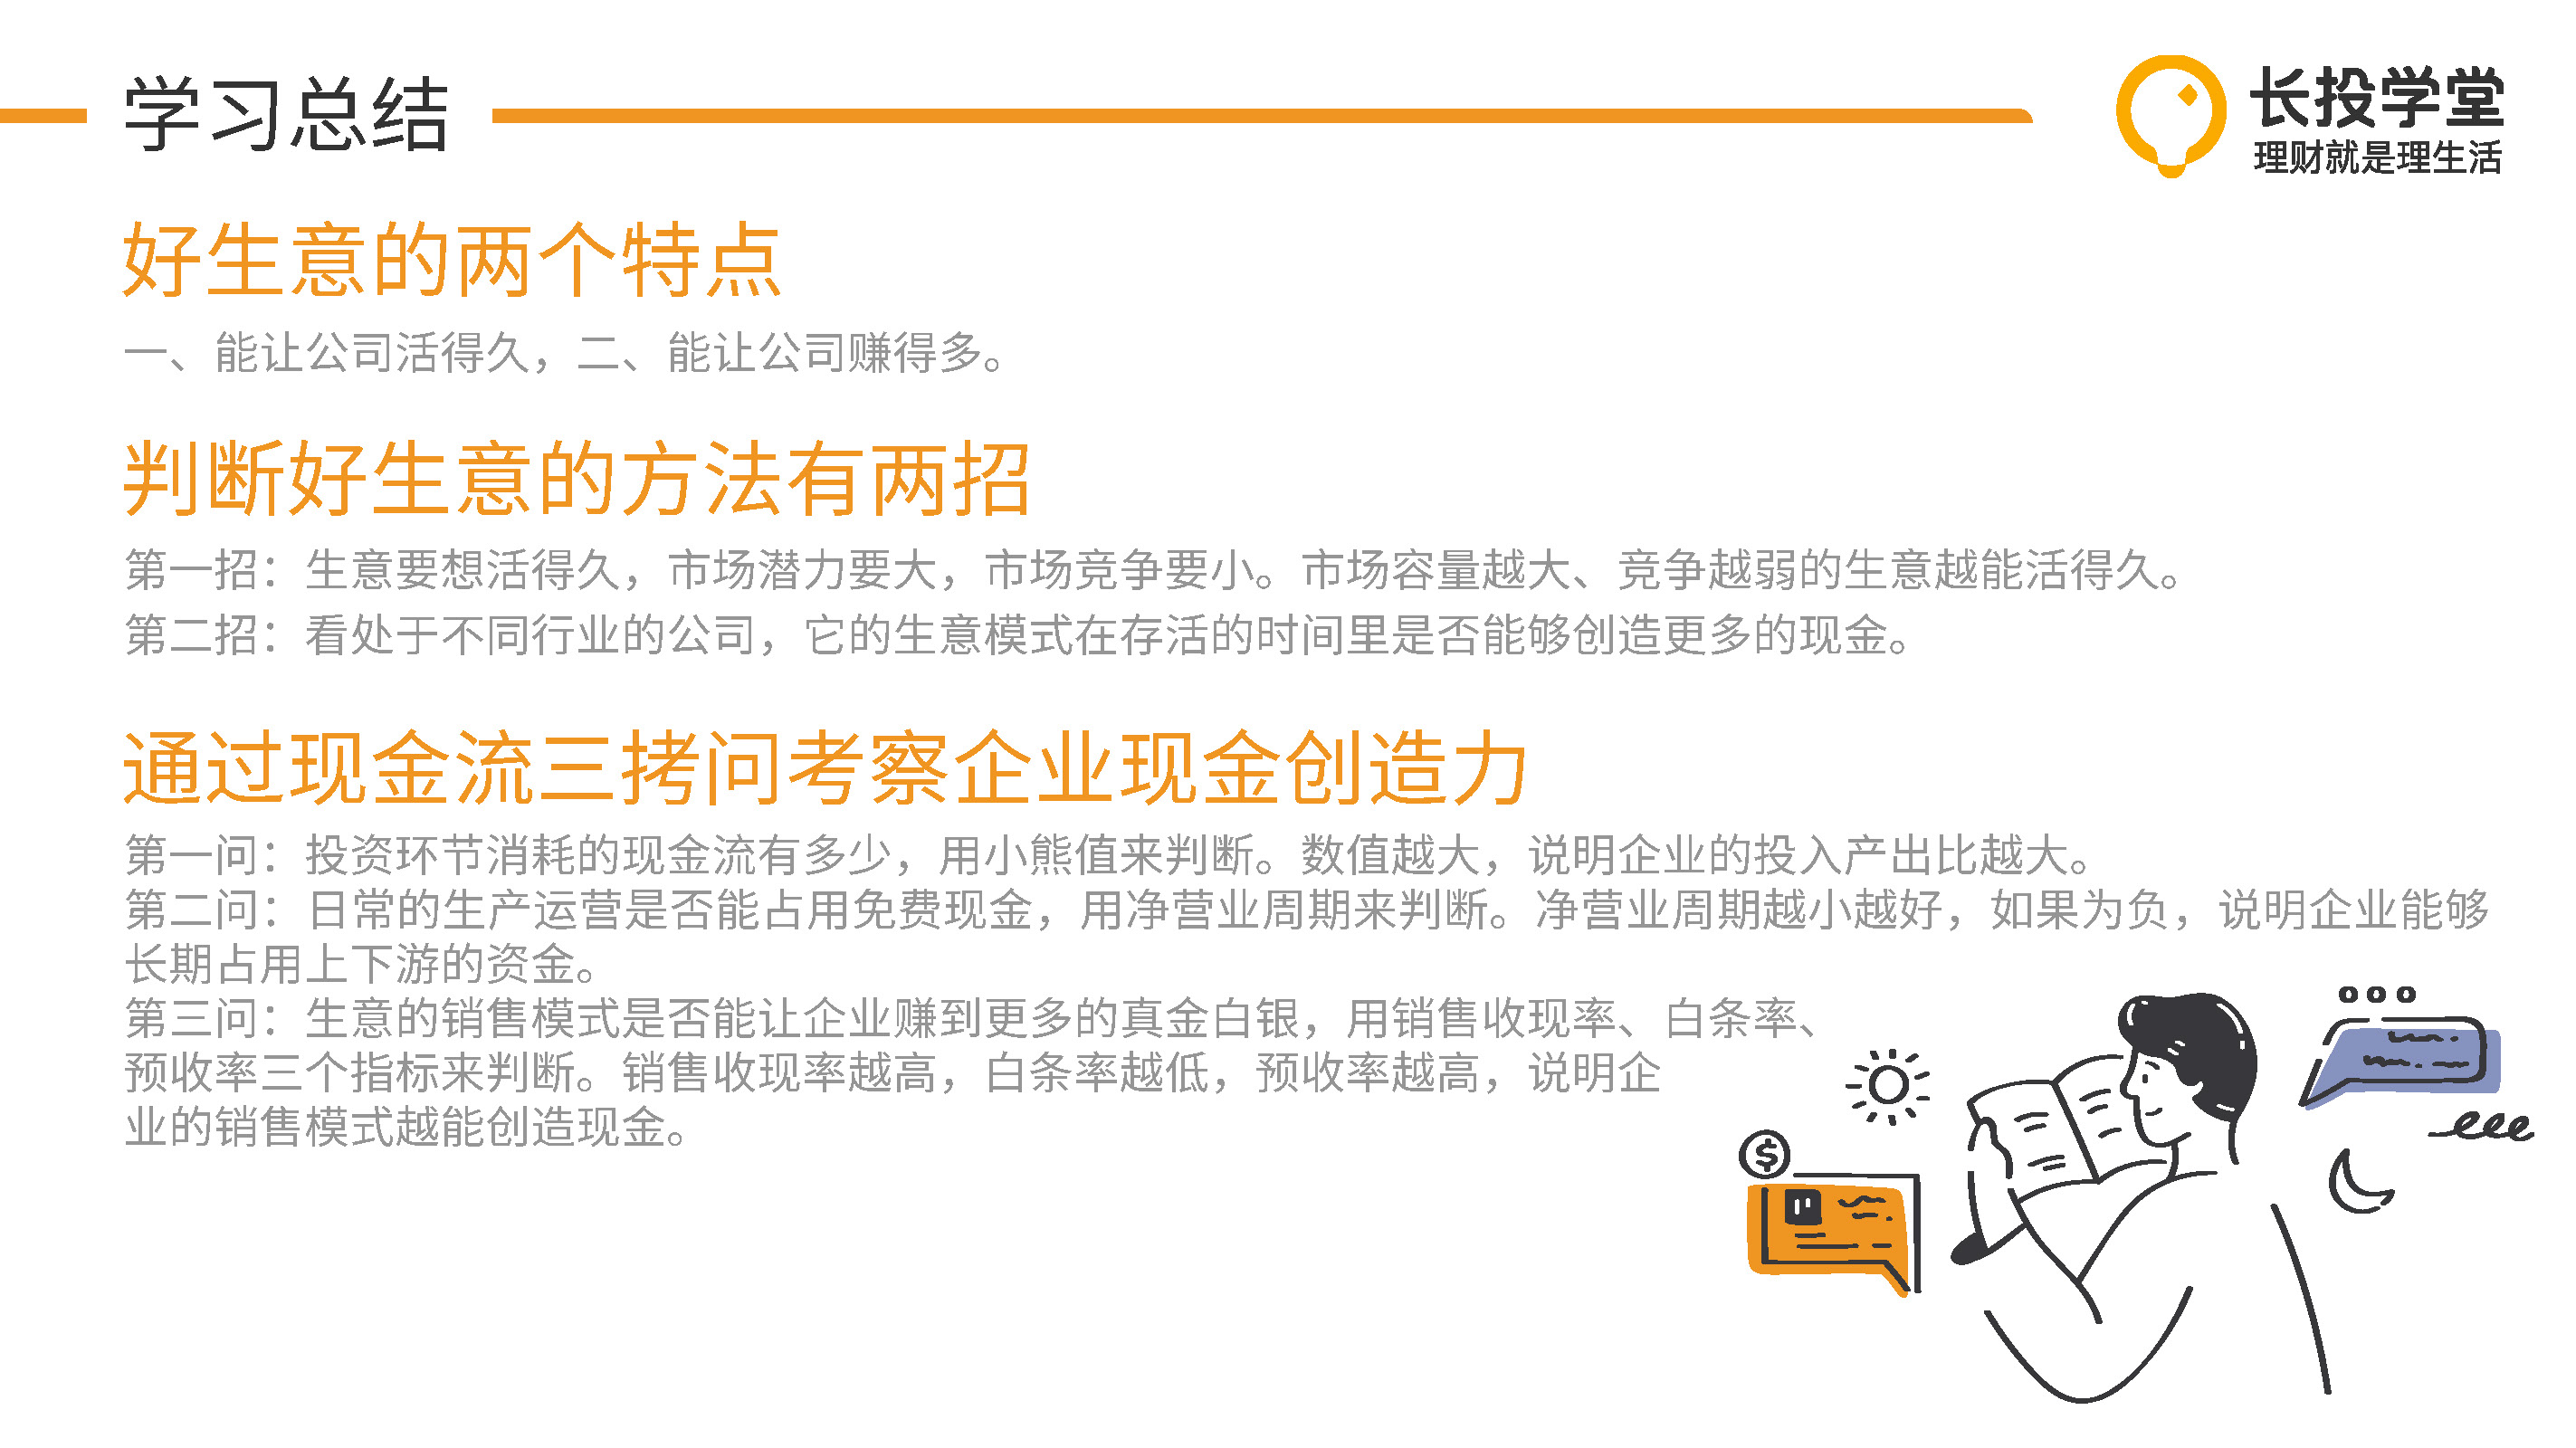 学习总结
长投学堂
理财就是理生活
好生意的两个特点
一、能让公司活得久，二、能让公司赚得多。
判断好生意的方法有两招
第一招：生意要想活得久，市场潜力要大，市场竞争要小。市场容量越大、竞争越弱的生意越能活得久。
第二招：看处于不同行业的公司，它的生意模式在存活的时间里是否能够创造更多的现金。
通过现金流三拷问考察企业现金创造力
第一问：投资环节消耗的现金流有多少，用小熊值来判断。数值越大，说明企业的投入产出比越大。
第二问：日常的生产运营是否能占用免费现金，用净营业周期来判断。净营业周期越小越好，如果为负，说明企业能够
长期占用上下游的资金。
第三问：生意的销售模式是否能让企业赚到更多的真金白银，用销售收现率、白条率、
预收率三个指标来判断。销售收现率越高，白条率越低，预收率越高，说明企
业的销售模式越能创造现金。
$